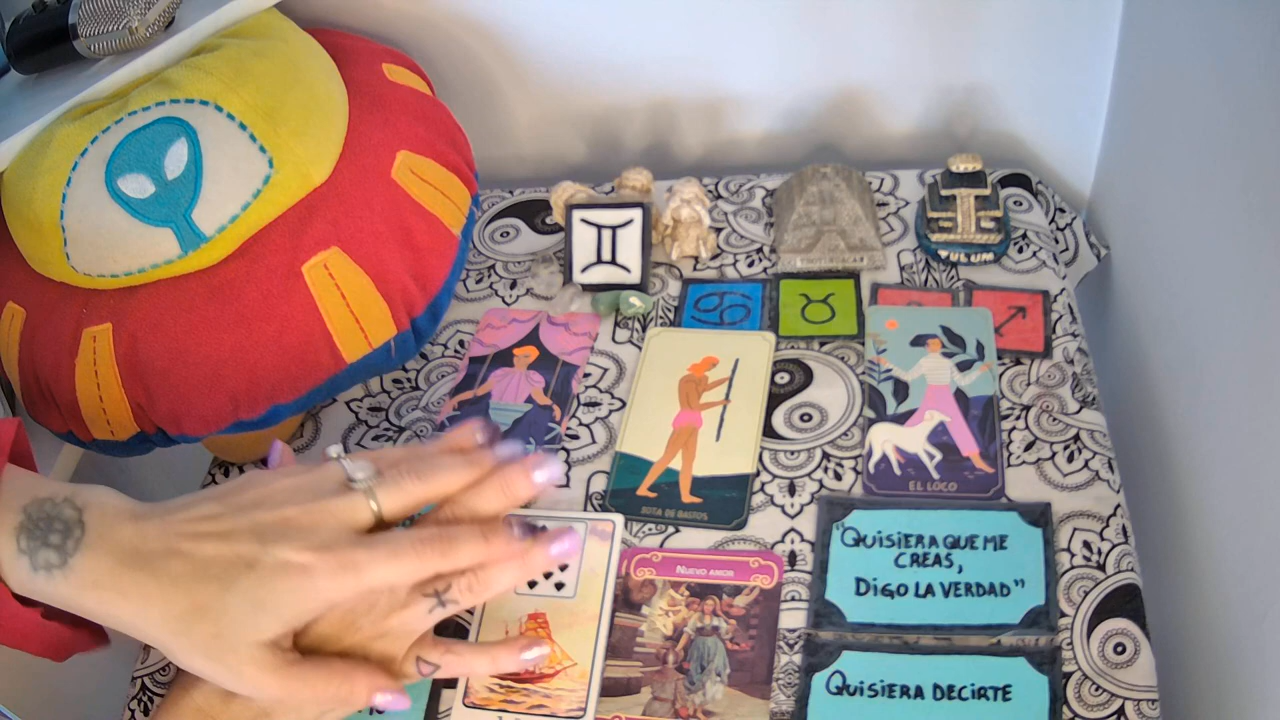 TULUM
SOTA DE BASTOS
EL LOCO
"QUISIERA QUE ME
CREAS,
DIGO LA VERDAD"
NUEVO AMOR
QUISIERA DECIRTE